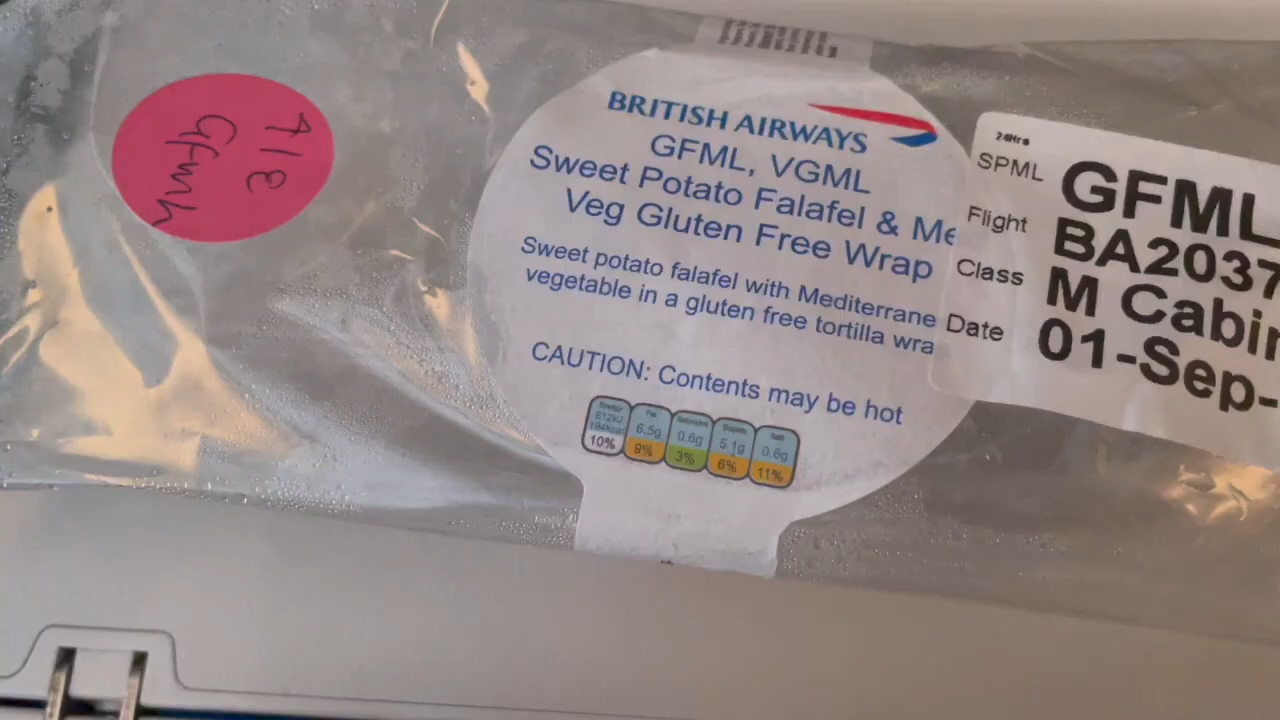 41E
Gfml
BRITISH AIRWAYS
GFML, VGML
Sweet Potato Falafel & Me
Veg Gluten Free Wrap
Sweet potato falafel with Mediterrane
vegetable in a gluten free tortilla wra
CAUTION: Contents may be hot
Energy Fat Saturates Sugars Salt
812kJ
194kcal 6.5g 0.6g 5.1g 0.6g
10% 9% 3% 6% 11%
24Hrs
SPML GFML
Flight BA2037
Class M Cabin
Date 01-Sep-